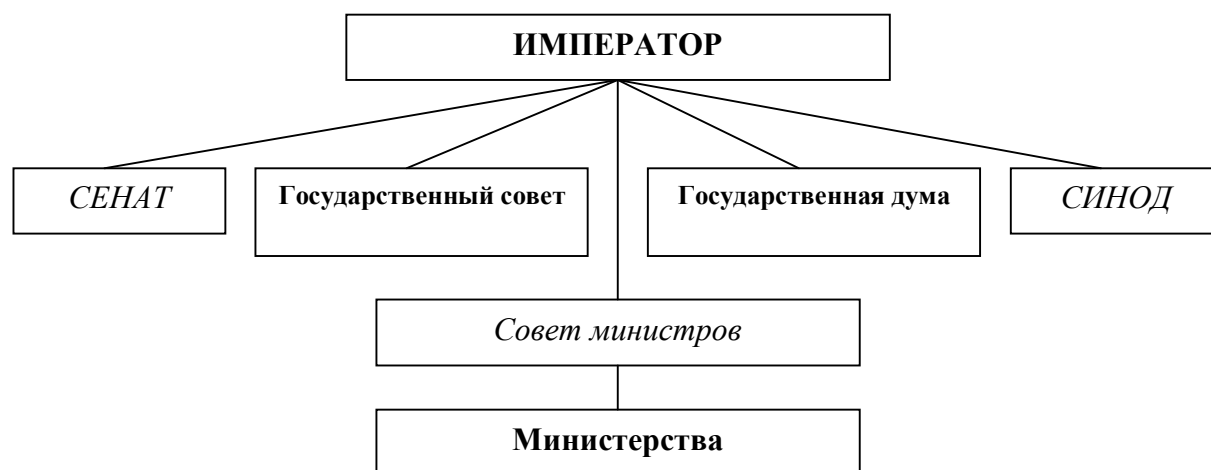 ИМПЕРАТОР
СЕНАТ
Государственный совет
Государственная дума
СИНОД
Совет министров
Министерства